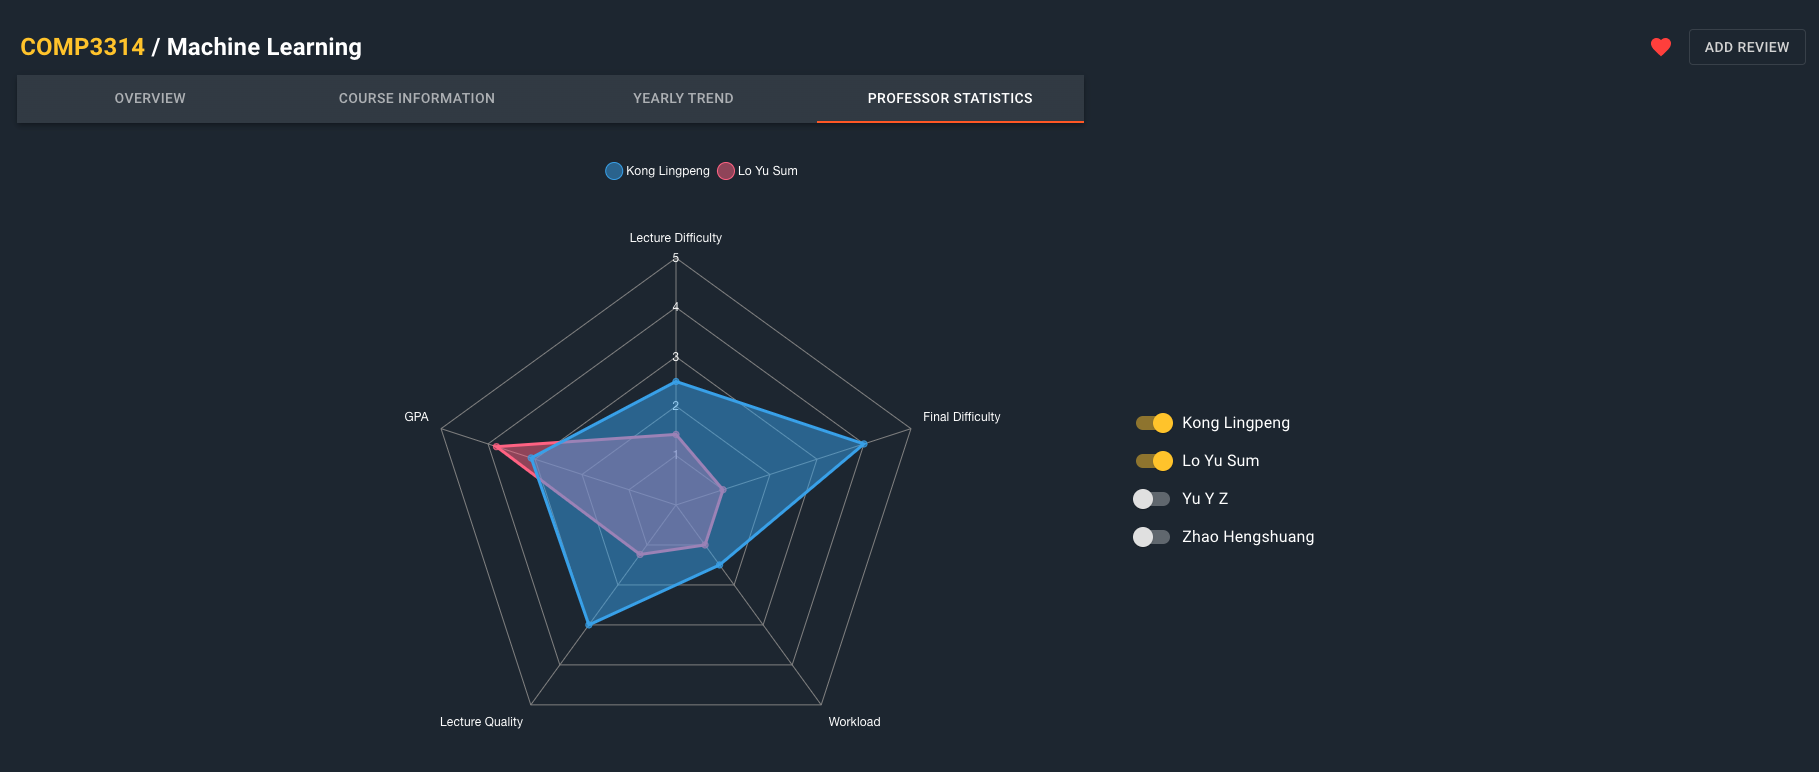 COMP3314 / Machine Learning
ADD REVIEW
OVERVIEW
COURSE INFORMATION
YEARLY TREND
PROFESSOR STATISTICS
Kong Lingpeng
Lo Yu Sum
Lecture Difficulty
5
4
3
2
1
GPA
Final Difficulty
Lecture Quality
Workload
Kong Lingpeng
Lo Yu Sum
Yu Y Z
Zhao Hengshuang